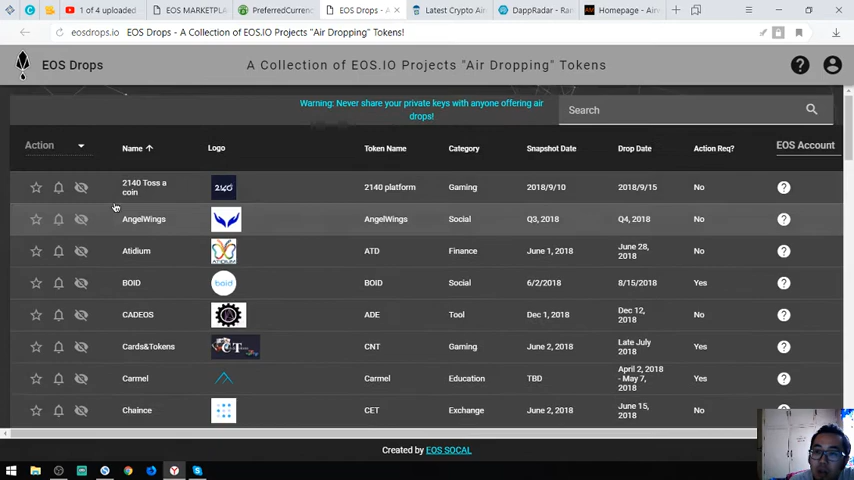 1 of 4 uploaded
EOS MARKETPL
PreferredCurren
EOS Drops - A
Latest Crypto Air
DappRadar - Ran
Homepage - Airc
eosdrops.io EOS Drops - A Collection of EOS.IO Projects "Air Dropping" Tokens!
EOS Drops
A Collection of EOS.IO Projects "Air Dropping" Tokens
Warning: Never share your private keys with anyone offering air
drops!
Search
Action
Name
Logo
Token Name
Category
Snapshot Date
Drop Date
Action Req?
EOS Account
2140 Toss a
coin
2140
2140 platform
Gaming
2018/9/10
2018/9/15
No
AngelWings
AngelWings
Social
Q3, 2018
Q4, 2018
No
Atidium
ATIDIUM
ATD
Finance
June 1, 2018
June 28,
2018
No
BOID
boid
BOID
Social
6/2/2018
8/15/2018
Yes
CADEOS
ADE
Tool
Dec 1, 2018
Dec 12,
2018
No
Cards&Tokens
CT
CNT
Gaming
June 2, 2018
Late July
2018
Yes
Carmel
Carmel
Education
TBD
April 2, 2018
- May 7,
2018
Yes
Chaince
CET
Exchange
June 2, 2018
June 15,
2018
No
Created by EOS SOCAL